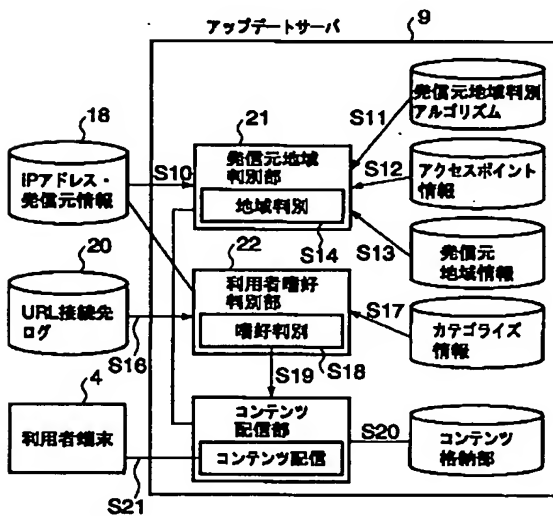 アップデートサーバ
9
18
IPアドレス・
発信元情報
S10
21
発信元地域
判別部
地域判別
S14
S11
発信元地域判別
アルゴリズム
S12
アクセスポイント
情報
S13
発信元
地域情報
20
URL接続先
ログ
S16
22
利用者嗜好
判別部
嗜好判別
S18
S17
カテゴライズ
情報
S19
4
利用者端末
S21
コンテンツ
配信部
コンテンツ配信
S20
コンテンツ
格納部